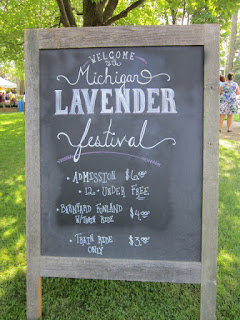 WELCOME
to
Michigan
LAVENDER
festival
• ADMISSION $6.00
• 12 + UNDER FREE
• BARNYARD FUNLAND $4.00
W/TRAIN RIDE
• TRAIN RIDE $3.00
ONLY